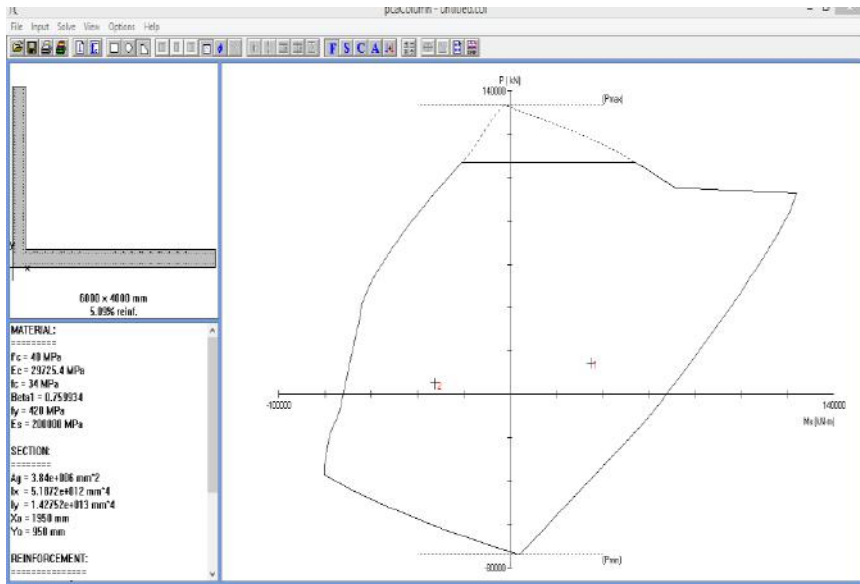 pcaColumn - untitled.col
File Input Solve View Options Help
F S C A
P ( kN)
140000
(Pmax)
-100000
140000
Mx (kN-m)
1
2
-80000
(Pmin)
y
x
6000 x 4000 mm
5.09% reinf.
MATERIAL:
=========
f'c = 40 MPa
Ec = 29725.4 MPa
fc = 34 MPa
Beta1 = 0.759934
fy = 420 MPa
Es = 200000 MPa
SECTION:
========
Ag = 3.84e+006 mm^2
Ix = 5.1072e+012 mm^4
Iy = 1.42752e+013 mm^4
Xo = 1950 mm
Yo = 950 mm
REINFORCEMENT:
==============